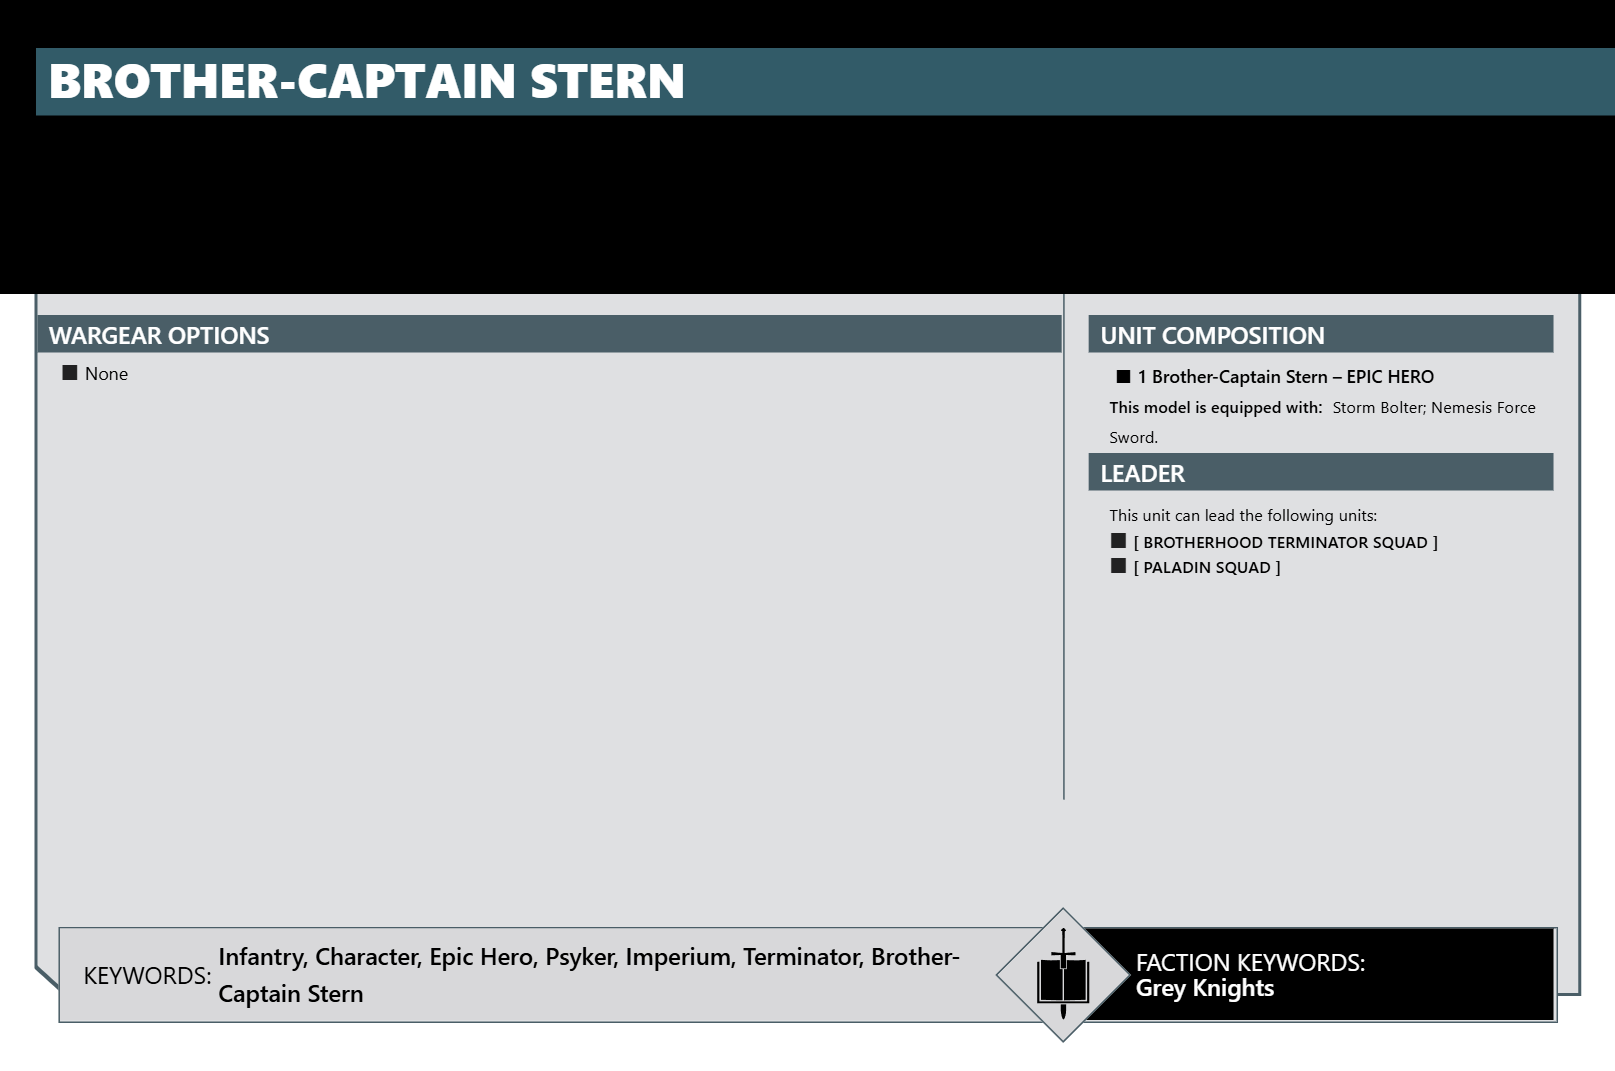 BROTHER-CAPTAIN STERN
WARGEAR OPTIONS
■ None
UNIT COMPOSITION
■ 1 Brother-Captain Stern – EPIC HERO
This model is equipped with: Storm Bolter; Nemesis Force
Sword.
LEADER
This unit can lead the following units:
■ [ BROTHERHOOD TERMINATOR SQUAD ]
■ [ PALADIN SQUAD ]
KEYWORDS: Infantry, Character, Epic Hero, Psyker, Imperium, Terminator, Brother-
Captain Stern
FACTION KEYWORDS:
Grey Knights